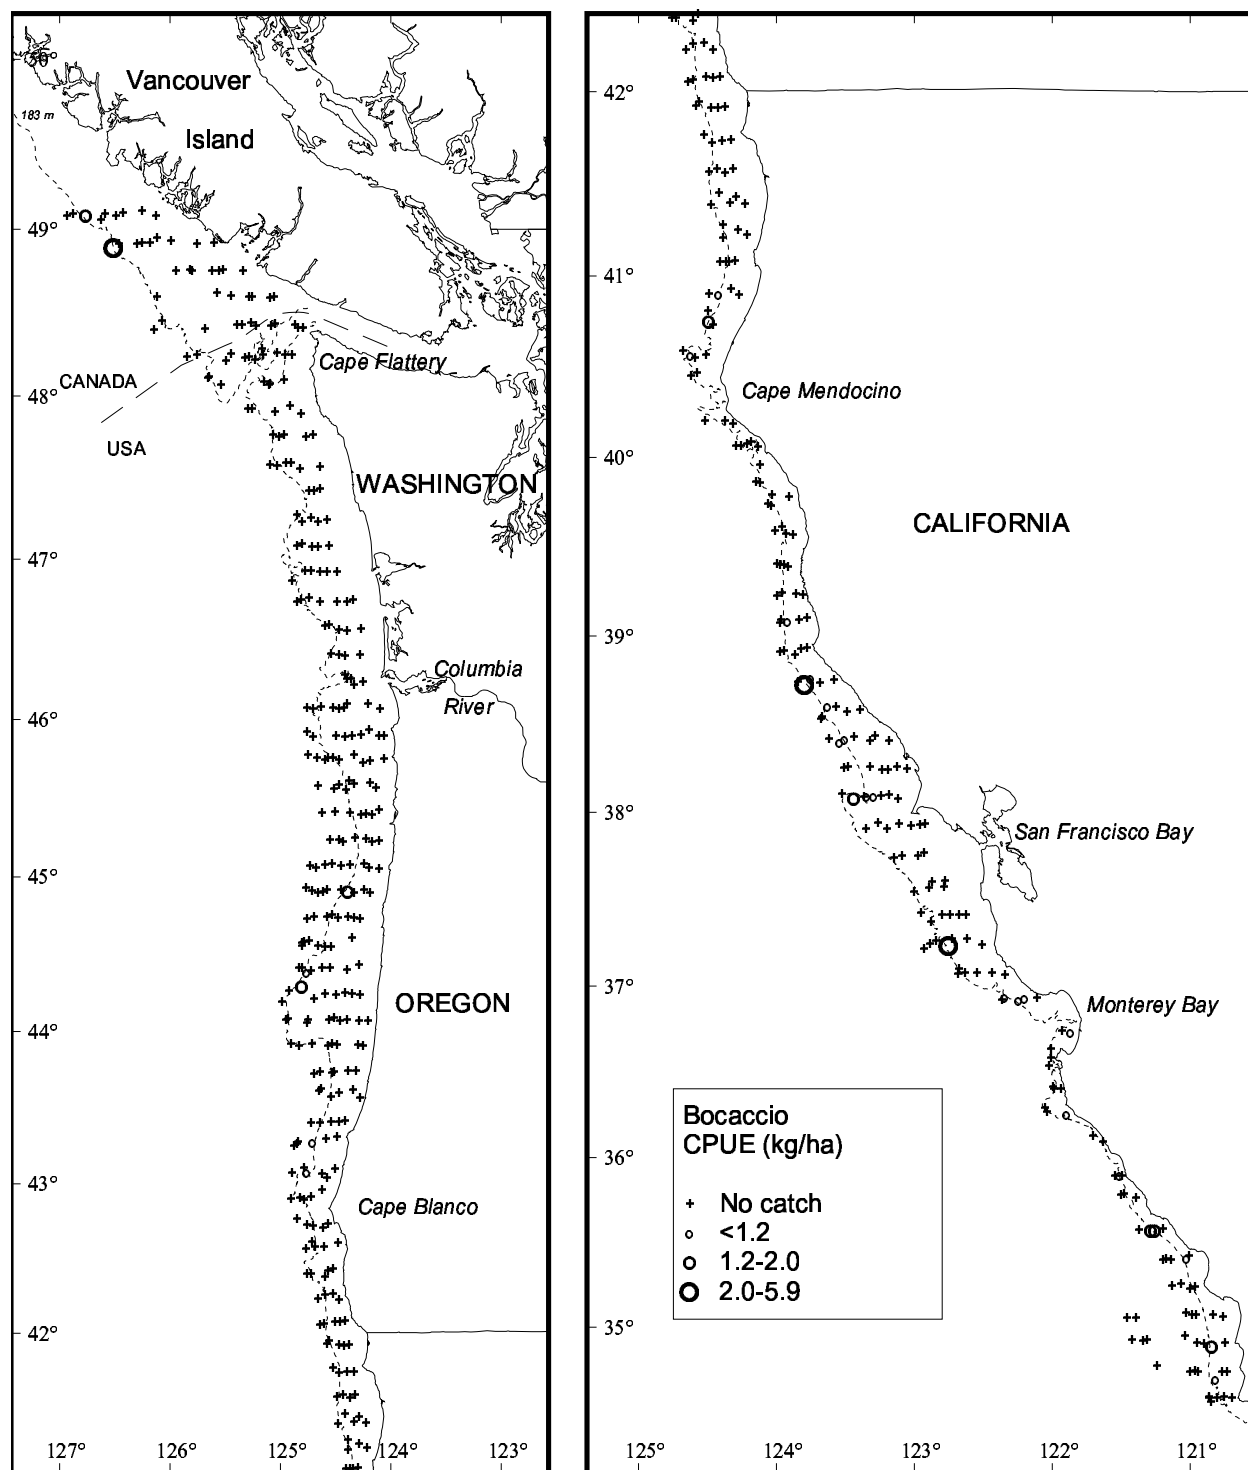 50°
Vancouver
Island
183 m
49°
Cape Flattery
CANADA
48°
USA
WASHINGTON
47°
Columbia
River
46°
45°
OREGON
44°
43°
Cape Blanco
42°
127°
126°
125°
124°
123°
42°
41°
Cape Mendocino
40°
CALIFORNIA
39°
38°
San Francisco Bay
37°
Monterey Bay
36°
35°
Bocaccio
CPUE (kg/ha)
No catch
<1.2
1.2-2.0
2.0-5.9
125°
124°
123°
122°
121°